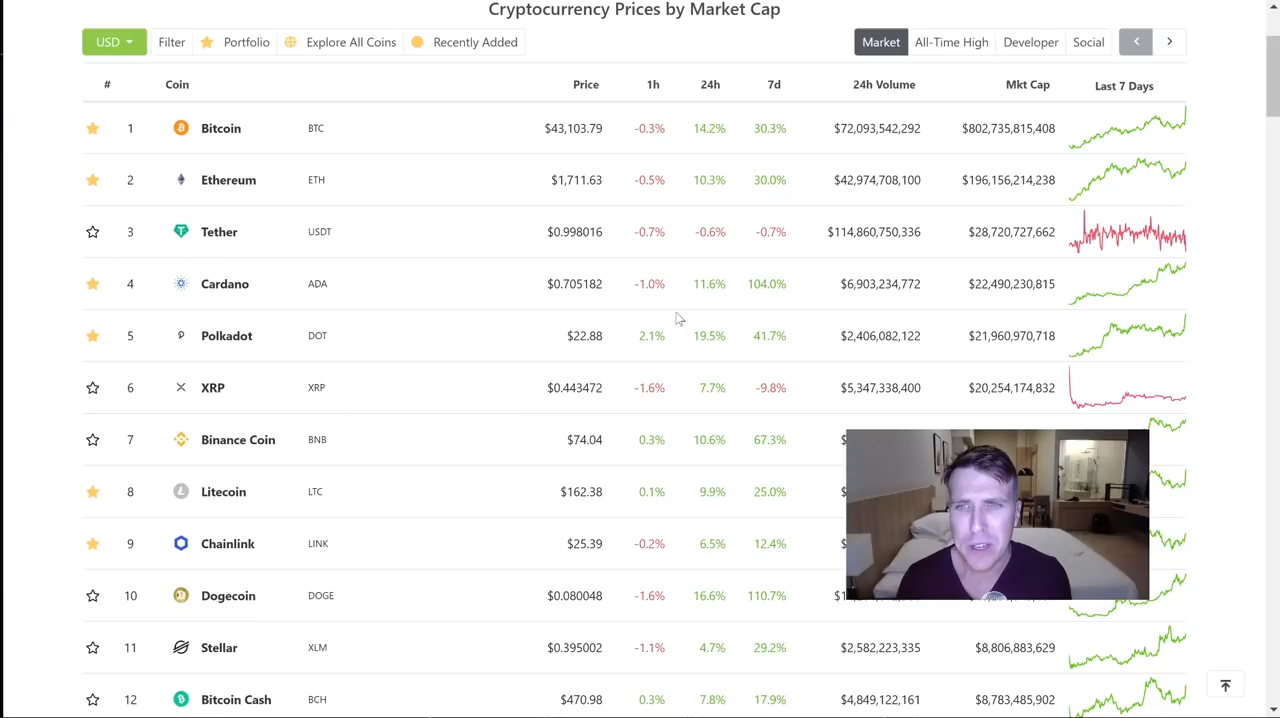 Cryptocurrency Prices by Market Cap
USD Filter Portfolio Explore All Coins Recently Added Market All-Time High Developer Social
# Coin Price 1h 24h 7d 24h Volume Mkt Cap Last 7 Days
1 Bitcoin BTC $43,103.79 -0.3% 14.2% 30.3% $72,093,542,292 $802,735,815,408
2 Ethereum ETH $1,711.63 -0.5% 10.3% 30.0% $42,974,708,100 $196,156,214,238
3 Tether USDT $0.998016 -0.7% -0.6% -0.7% $114,860,750,336 $28,720,727,662
4 Cardano ADA $0.705182 -1.0% 11.6% 104.0% $6,903,234,772 $22,490,230,815
5 Polkadot DOT $22.88 2.1% 19.5% 41.7% $2,406,082,122 $21,960,970,718
6 XRP XRP $0.443472 -1.6% 7.7% -9.8% $5,347,338,400 $20,254,174,832
7 Binance Coin BNB $74.04 0.3% 10.6% 67.3%
8 Litecoin LTC $162.38 0.1% 9.9% 25.0%
9 Chainlink LINK $25.39 -0.2% 6.5% 12.4%
10 Dogecoin DOGE $0.080048 -1.6% 16.6% 110.7%
11 Stellar XLM $0.395002 -1.1% 4.7% 29.2% $2,582,223,335 $8,806,883,629
12 Bitcoin Cash BCH $470.98 0.3% 7.8% 17.9% $4,849,122,161 $8,783,485,902